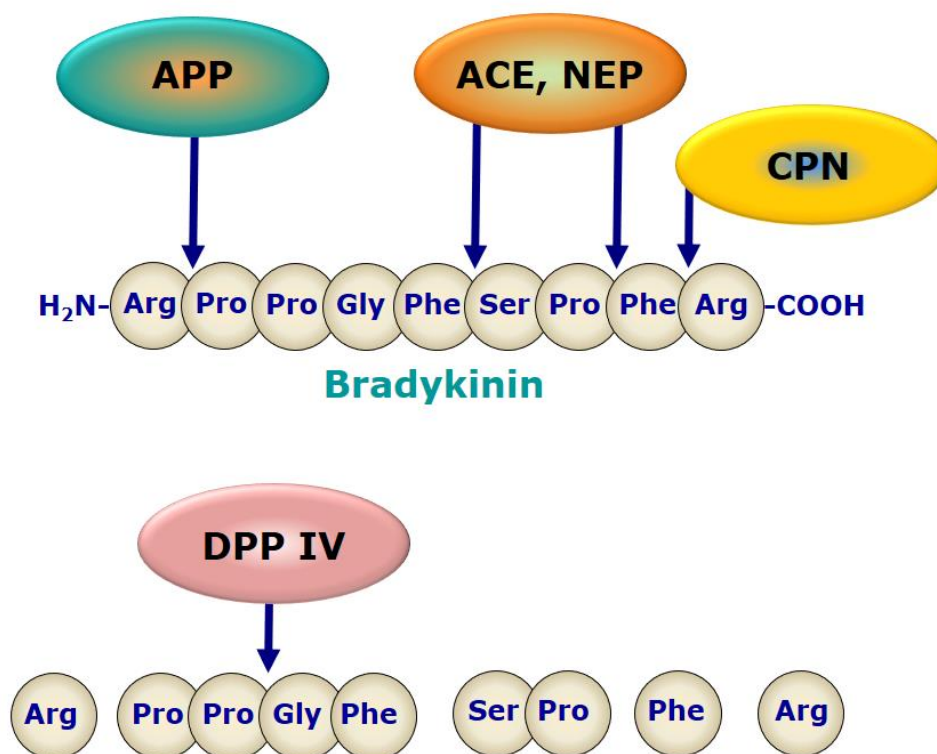 APP
ACE, NEP
CPN
H₂N-Arg Pro Pro Gly Phe Ser Pro Phe Arg-COOH
Bradykinin
DPP IV
Arg Pro Pro Gly Phe Ser Pro Phe Arg